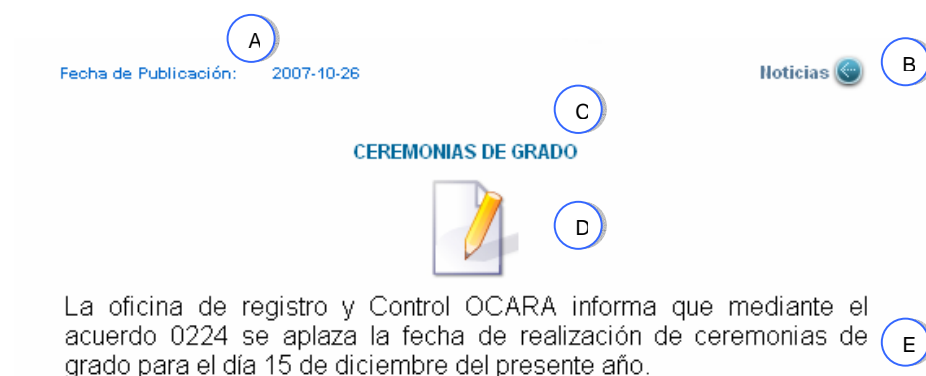 A
Fecha de Publicación: 2007-10-26
Noticias
B
C
CEREMONIAS DE GRADO
D
La oficina de registro y Control OCARA informa que mediante el
acuerdo 0224 se aplaza la fecha de realización de ceremonias de
grado para el día 15 de diciembre del presente año.
E